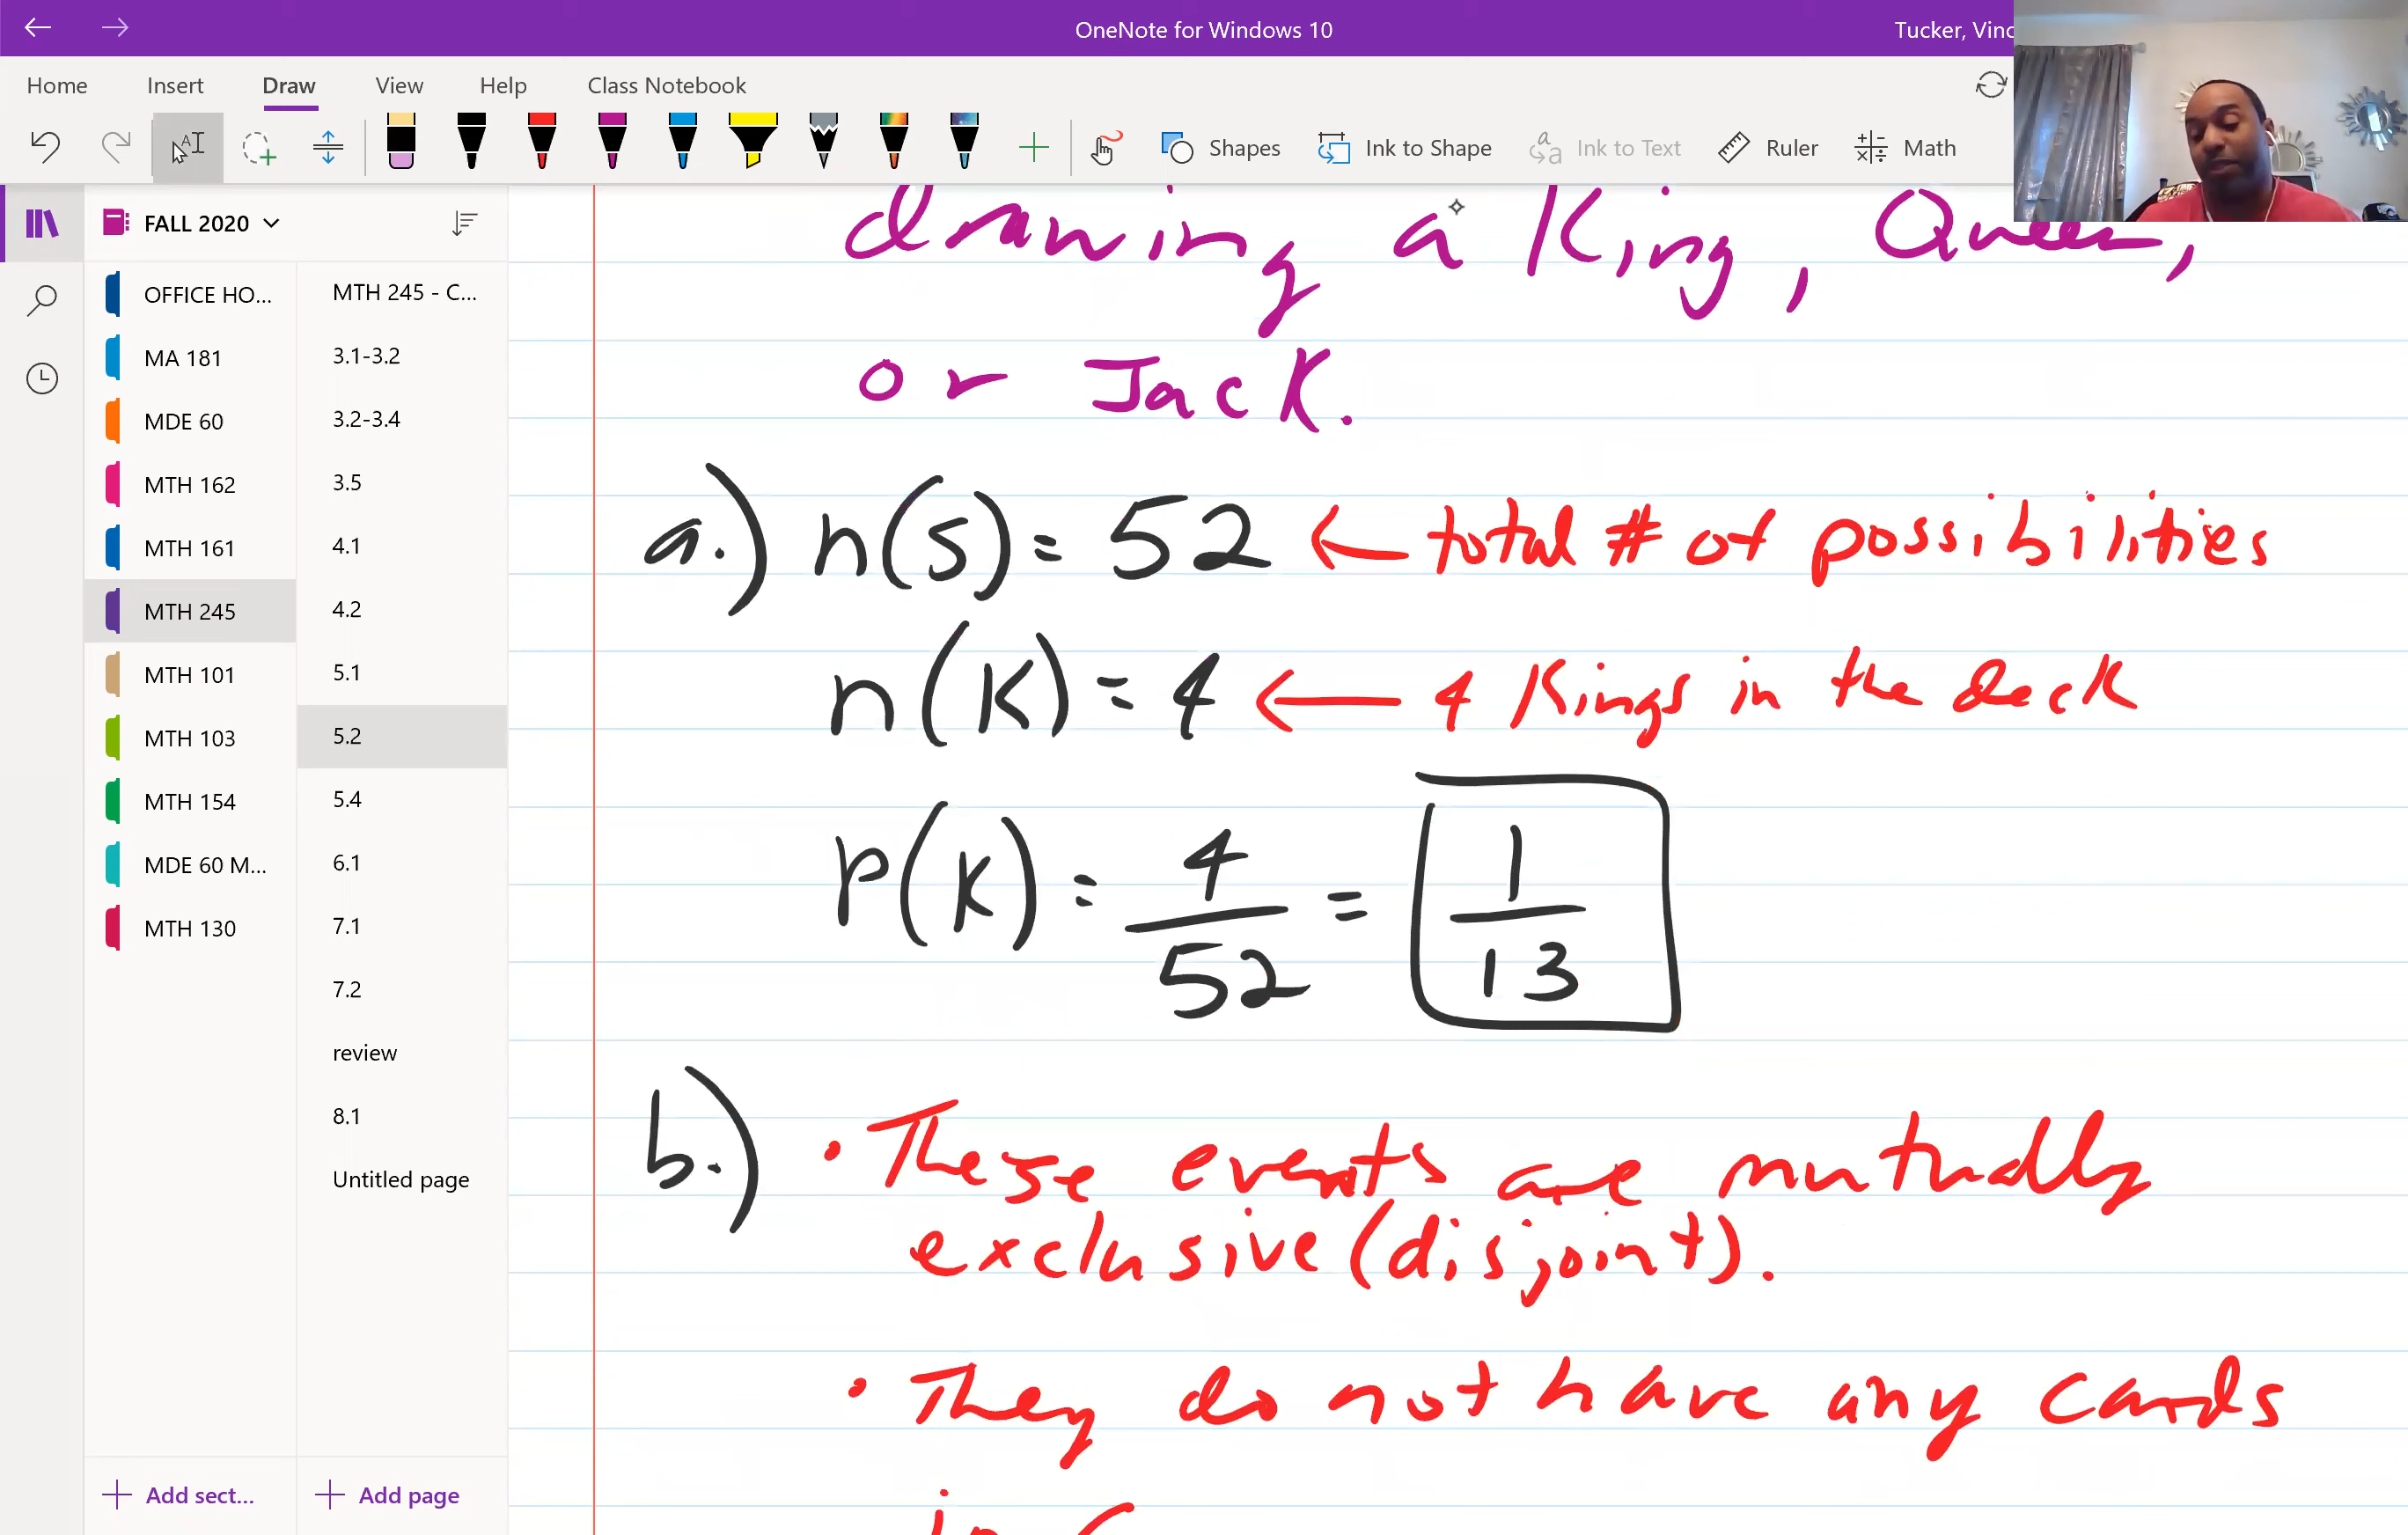 OneNote for Windows 10
Tucker, Vinc
Home Insert Draw View Help Class Notebook
Shapes Ink to Shape Ink to Text Ruler Math
FALL 2020
OFFICE HO...
MA 181
MDE 60
MTH 162
MTH 161
MTH 245
MTH 101
MTH 103
MTH 154
MDE 60 M...
MTH 130
Add sect...
MTH 245 - C...
3.1-3.2
3.2-3.4
3.5
4.1
4.2
5.1
5.2
5.4
6.1
7.1
7.2
review
8.1
Untitled page
Add page
drawing a King, Queen,
or Jack.
a.) n(s) = 52 ← total # of possibilities
n(K) = 4 ← 4 Kings in the deck
P(K) = 4/52 = 1/13
b.) • These events are mutually
exclusive (disjoint).
• They do not have any cards
in